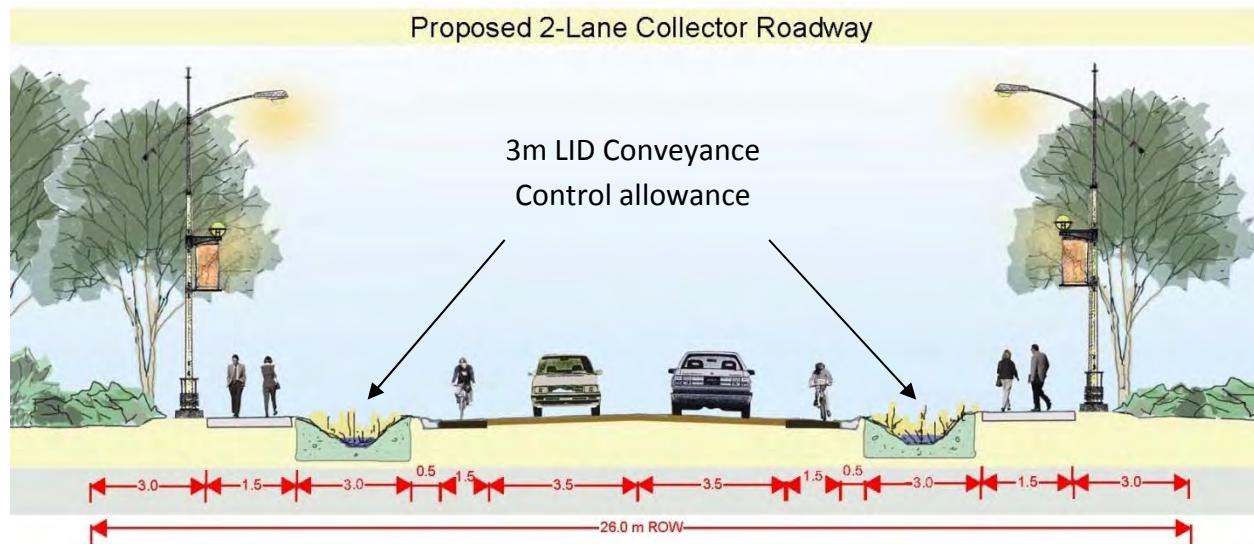 Proposed 2-Lane Collector Roadway
3m LID Conveyance
Control allowance
3.0 1.5 3.0 0.5 1.5 3.5 3.5 1.5 0.5 3.0 1.5 3.0
26.0 m ROW